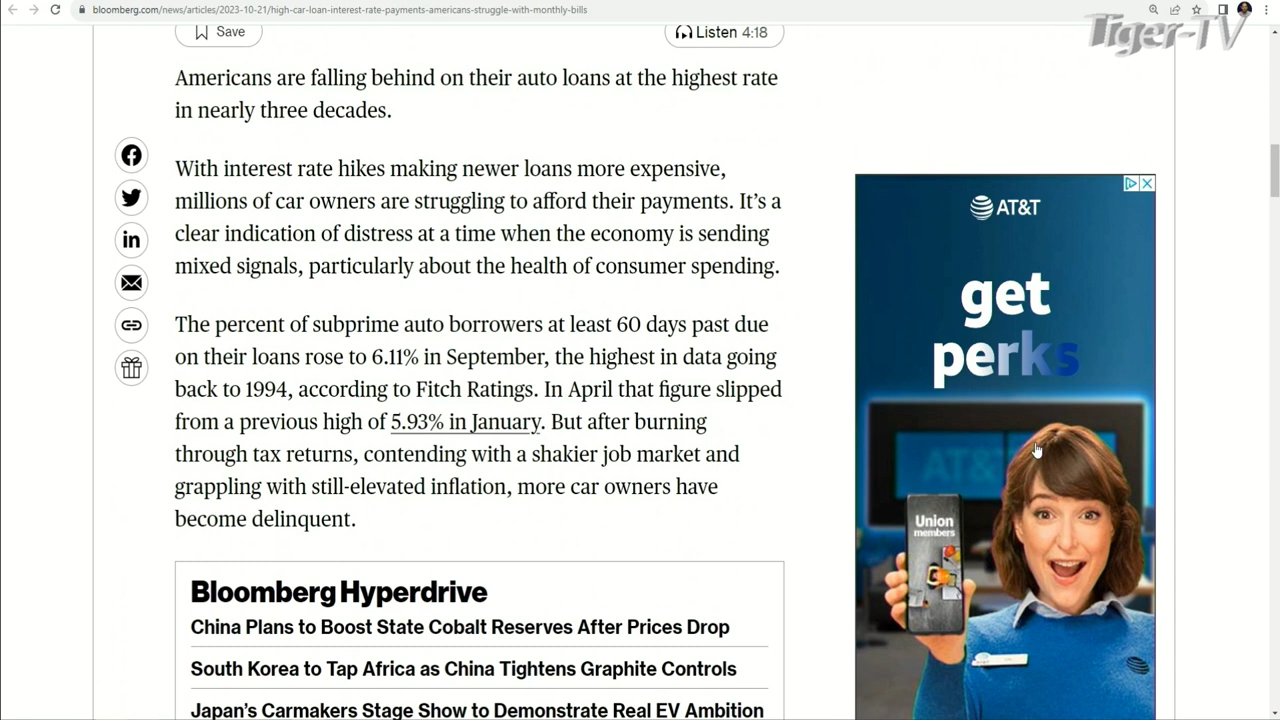 bloomberg.com/news/articles/2023-10-21/high-car-loan-interest-rate-payments-americans-struggle-with-monthly-bills
Tiger-TV
Save
Listen 4:18
Americans are falling behind on their auto loans at the highest rate
in nearly three decades.
With interest rate hikes making newer loans more expensive,
millions of car owners are struggling to afford their payments. It’s a
clear indication of distress at a time when the economy is sending
mixed signals, particularly about the health of consumer spending.
The percent of subprime auto borrowers at least 60 days past due
on their loans rose to 6.11% in September, the highest in data going
back to 1994, according to Fitch Ratings. In April that figure slipped
from a previous high of 5.93% in January. But after burning
through tax returns, contending with a shakier job market and
grappling with still-elevated inflation, more car owners have
become delinquent.
Bloomberg Hyperdrive
China Plans to Boost State Cobalt Reserves After Prices Drop
South Korea to Tap Africa as China Tightens Graphite Controls
Japan’s Carmakers Stage Show to Demonstrate Real EV Ambition
AT&T
get
perks
AT&T
Union
members